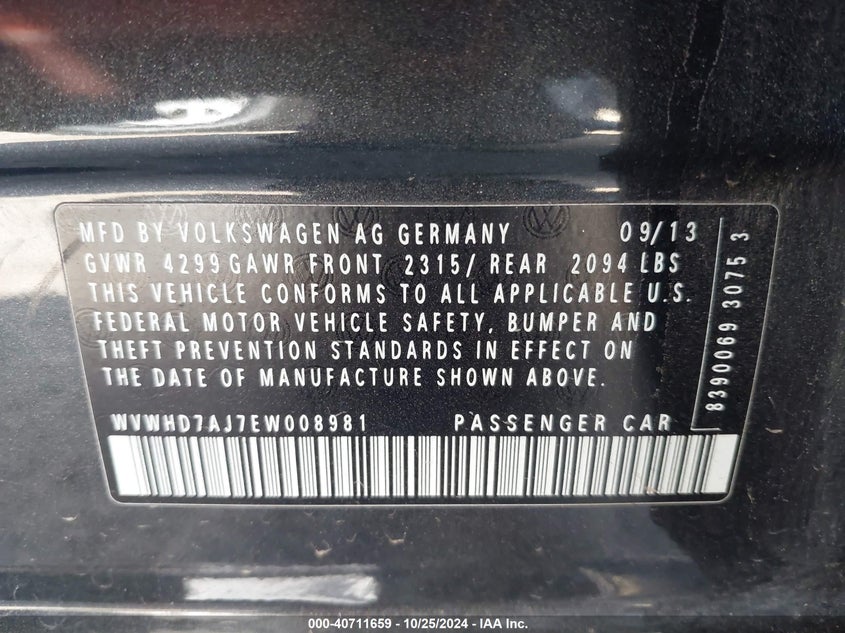 MFD BY VOLKSWAGEN AG GERMANY 09/13
GVWR 4299 GAWR FRONT 2315/ REAR 2094 LBS
THIS VEHICLE CONFORMS TO ALL APPLICABLE U.S.
FEDERAL MOTOR VEHICLE SAFETY, BUMPER AND
THEFT PREVENTION STANDARDS IN EFFECT ON
THE DATE OF MANUFACTURE SHOWN ABOVE.
WVWHD7AJ7EW008981 PASSENGER CAR
8390069 3075 3
000-40711659 - 10/25/2024 - IAA Inc.